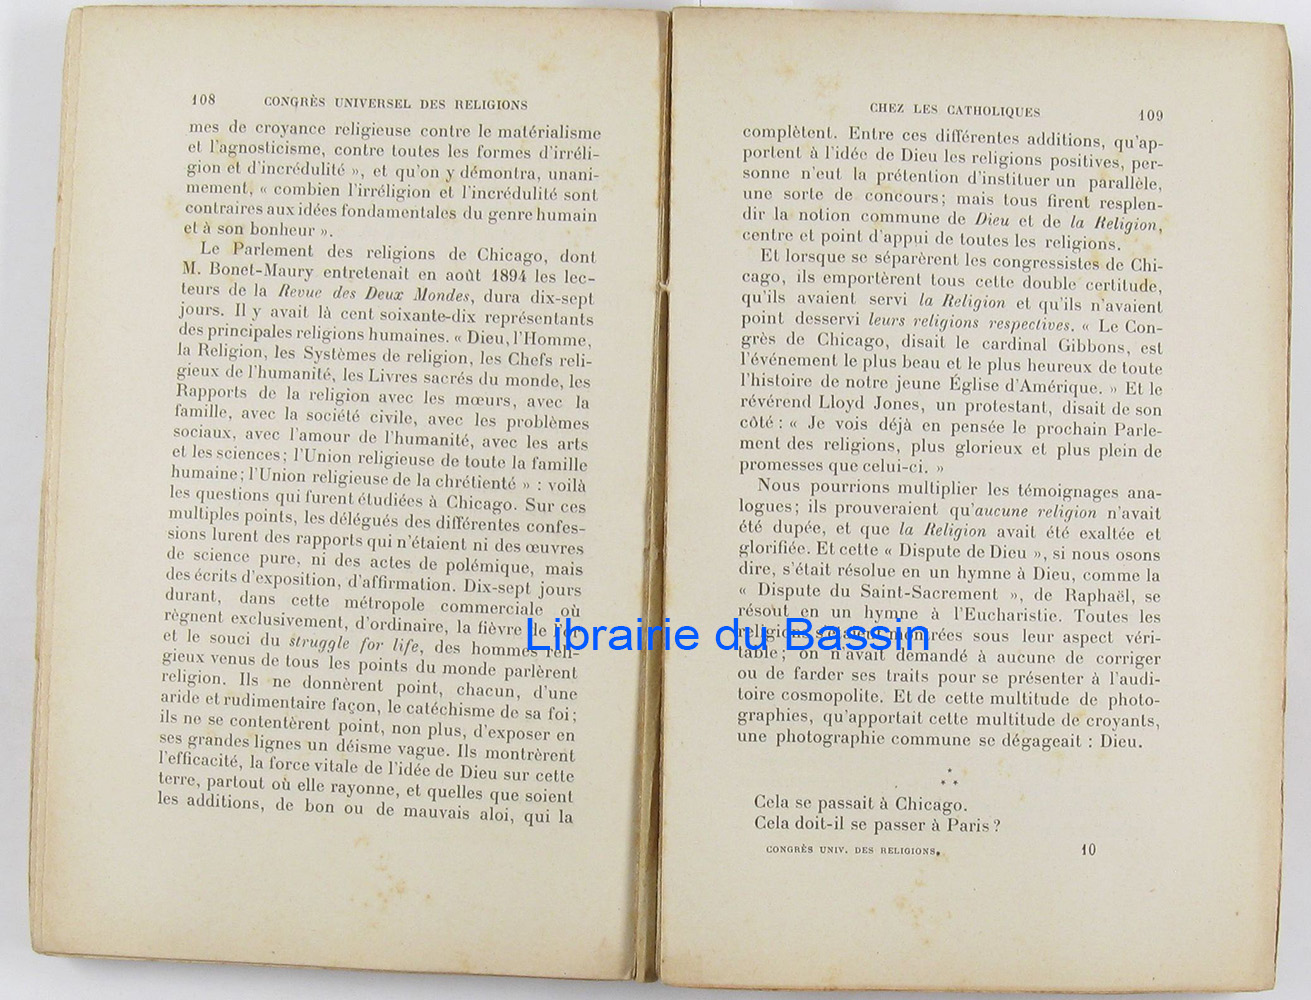 108 CONGRÈS UNIVERSEL DES RELIGIONS
mes de croyance religieuse contre le matérialisme
et l'agnosticisme, contre toutes les formes d'irréli-
gion et d'incrédulité », et qu'on y démontra, unani-
mement, « combien l'irréligion et l'incrédulité sont
contraires aux idées fondamentales du genre humain
et à son bonheur ».
Le Parlement des religions de Chicago, dont
M. Bonet-Maury entretenait en août 1894 les lec-
teurs de la Revue des Deux Mondes, dura dix-sept
jours. Il y avait là cent soixante-dix représentants
des principales religions humaines. « Dieu, l'Homme,
la Religion, les Systèmes de religion, les Chefs reli-
gieux de l'humanité, les Livres sacrés du monde, les
Rapports de la religion avec les mœurs, avec la
famille, avec la société civile, avec les problèmes
sociaux, avec l'amour de l'humanité, avec les arts
et les sciences; l'Union religieuse de toute la famille
humaine; l'Union religieuse de la chrétienté » : voilà
les questions qui furent étudiées à Chicago. Sur ces
multiples points, les délégués des différentes confes-
sions lurent des rapports qui n'étaient ni des œuvres
de science pure, ni des actes de polémique, mais
des écrits d'exposition, d'affirmation. Dix-sept jours
durant, dans cette métropole commerciale où
règnent exclusivement, d'ordinaire, la fièvre de l'or
et le souci du struggle for life, des hommes reli-
gieux venus de tous les points du monde parlèrent
religion. Ils ne donnèrent point, chacun, d'une
aride et rudimentaire façon, le catéchisme de sa foi;
ils ne se contentèrent point, non plus, d'exposer en
ses grandes lignes un déisme vague. Ils montrèrent
l'efficacité, la force vitale de l'idée de Dieu sur cette
terre, partout où elle rayonne, et quelles que soient
les additions, de bon ou de mauvais aloi, qui la
CHEZ LES CATHOLIQUES 109
complètent. Entre ces différentes additions, qu'ap-
portent à l'idée de Dieu les religions positives, per-
sonne n'eut la prétention d'instituer un parallèle,
une sorte de concours; mais tous firent resplen-
dir la notion commune de Dieu et de la Religion,
centre et point d'appui de toutes les religions.
Et lorsque se séparèrent les congressistes de Chi-
cago, ils emportèrent tous cette double certitude,
qu'ils avaient servi la Religion et qu'ils n'avaient
point desservi leurs religions respectives. « Le Con-
grès de Chicago, disait le cardinal Gibbons, est
l'événement le plus beau et le plus heureux de toute
l'histoire de notre jeune Église d'Amérique. » Et le
révérend Lloyd Jones, un protestant, disait de son
côté : « Je vois déjà en pensée le prochain Parle-
ment des religions, plus glorieux et plus plein de
promesses que celui-ci. »
Nous pourrions multiplier les témoignages ana-
logues; ils prouveraient qu'aucune religion n'avait
été dupée, et que la Religion avait été exaltée et
glorifiée. Et cette « Dispute de Dieu », si nous osons
dire, s'était résolue en un hymne à Dieu, comme la
« Dispute du Saint-Sacrement », de Raphaël, se
résout en un hymne à l'Eucharistie. Toutes les
religions s'étaient montrées sous leur aspect véri-
table; on n'avait demandé à aucune de corriger
ou de farder ses traits pour se présenter à l'audi-
toire cosmopolite. Et de cette multitude de photo-
graphies, qu'apportait cette multitude de croyants,
une photographie commune se dégageait : Dieu.
* * *
Cela se passait à Chicago.
Cela doit-il se passer à Paris ?
CONGRÈS UNIV. DES RELIGIONS. 10
Librairie du Bassin